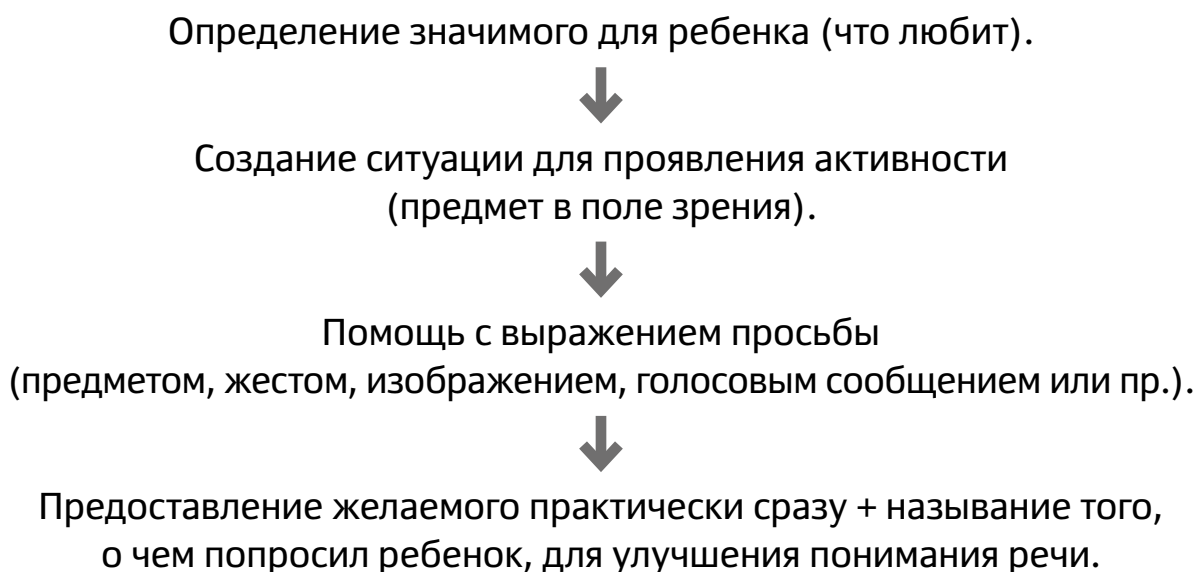 Определение значимого для ребенка (что любит).
Создание ситуации для проявления активности
(предмет в поле зрения).
Помощь с выражением просьбы
(предметом, жестом, изображением, голосовым сообщением или пр.).
Предоставление желаемого практически сразу + называние того,
о чем попросил ребенок, для улучшения понимания речи.